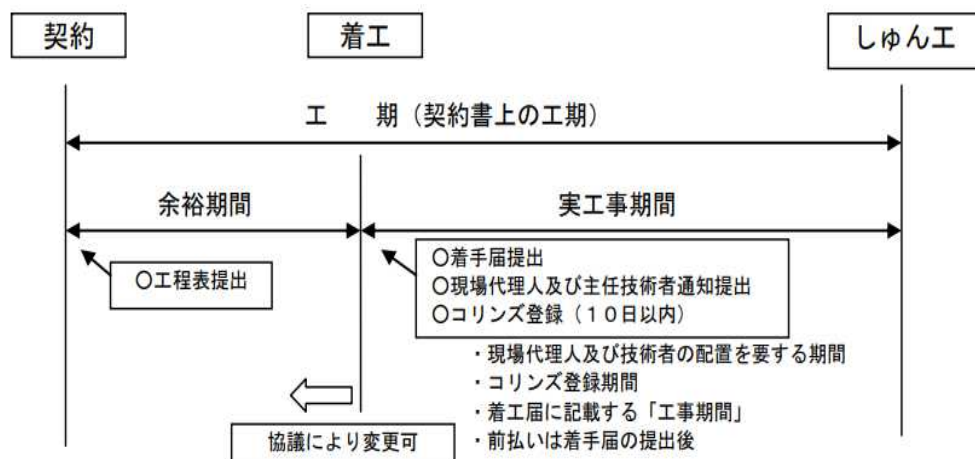 契約
着工
しゅん工
工　　期（契約書上の工期）
余裕期間
実工事期間
○工程表提出
○着手届提出
○現場代理人及び主任技術者通知提出
○コリンズ登録（１０日以内）
・現場代理人及び技術者の配置を要する期間
・コリンズ登録期間
・着工届に記載する「工事期間」
・前払いは着手届の提出後
協議により変更可